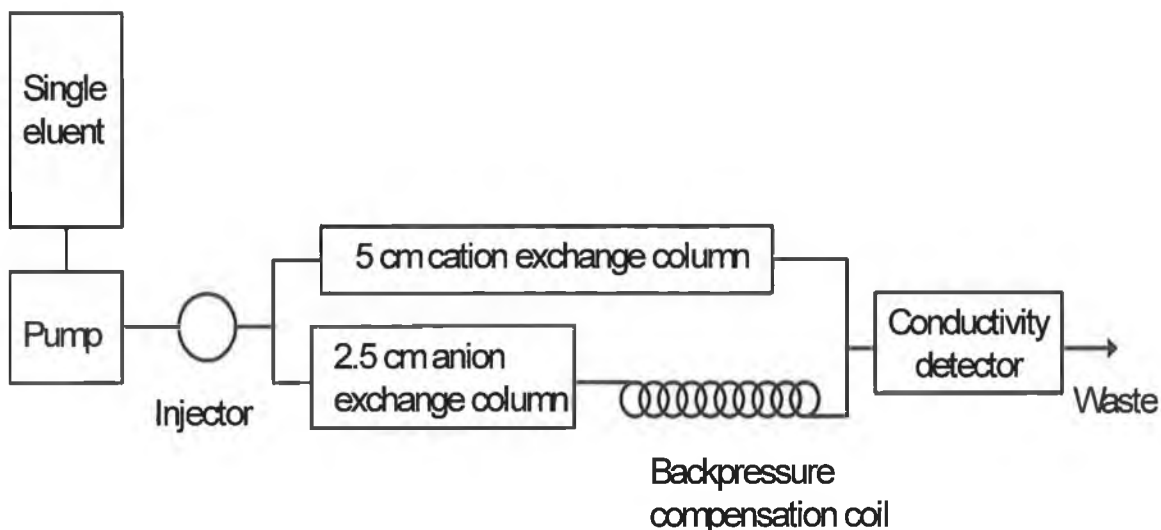 Single
eluent
Pump
Injector
5 cm cation exchange column
2.5 cm anion
exchange column
Backpressure
compensation coil
Conductivity
detector
Waste